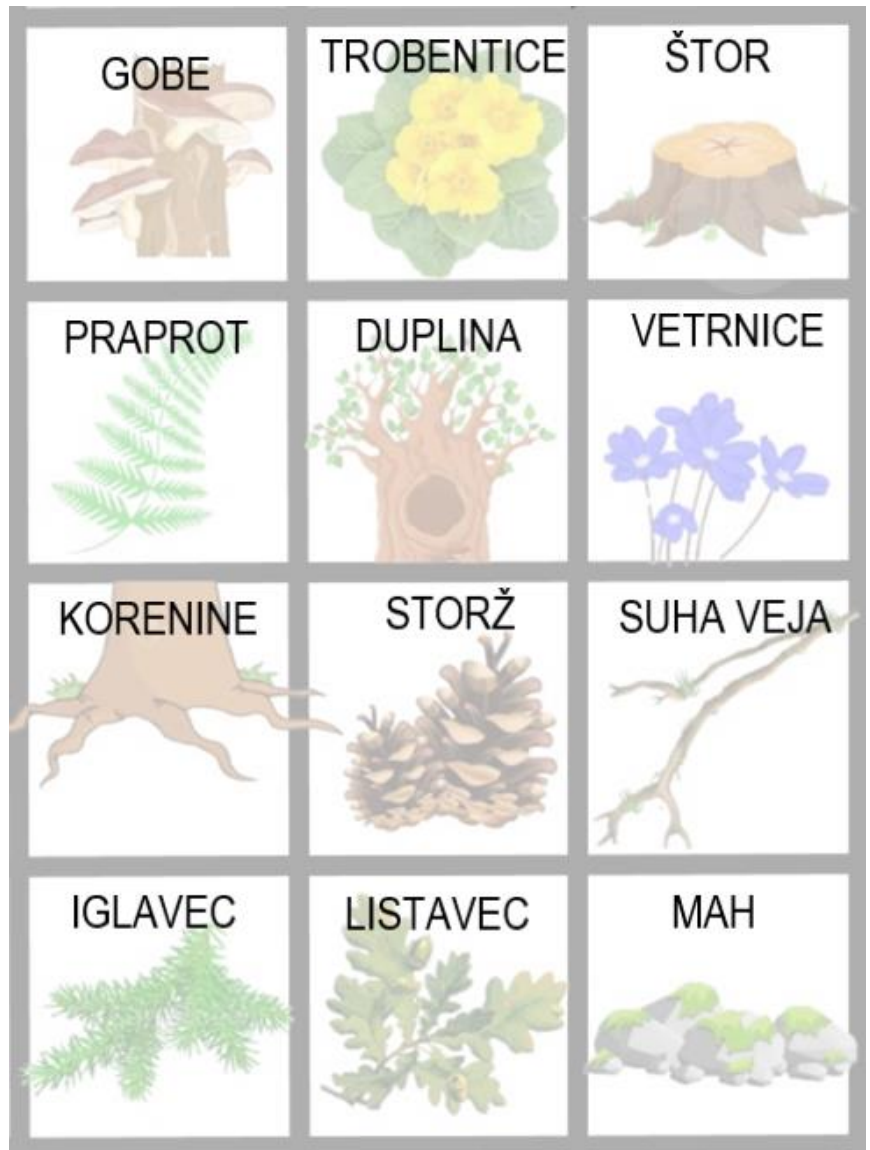 GOBE
TROBENTICE
ŠTOR
PRAPROT
DUPLINA
VETRNICE
KORENINE
STORŽ
SUHA VEJA
IGLAVEC
LISTAVEC
MAH